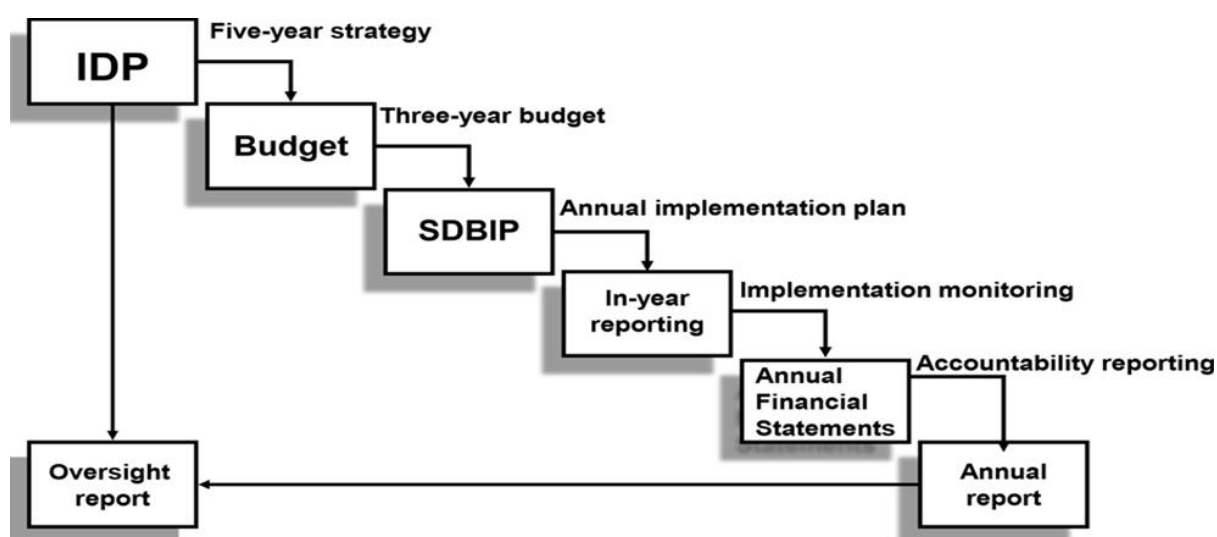 Five-year strategy
IDP
Three-year budget
Budget
Annual implementation plan
SDBIP
Implementation monitoring
In-year
reporting
Accountability reporting
Annual
Financial
Statements
Oversight
report
Annual
report